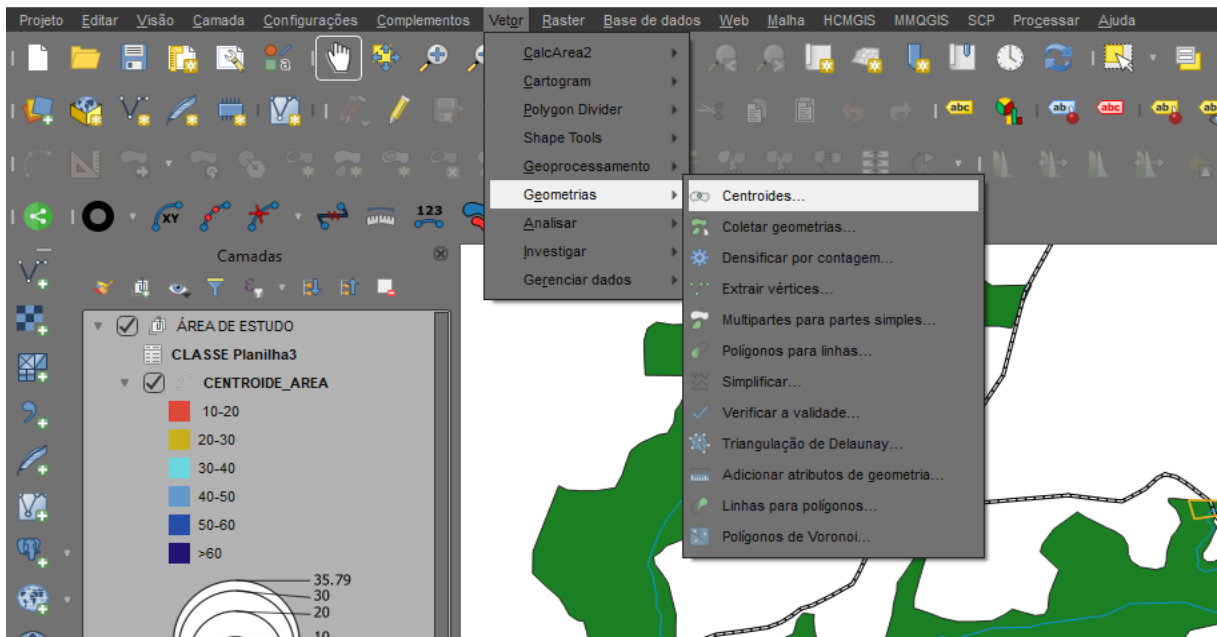 Projeto Editar Visão Camada Configurações Complementos Vetor Raster Base de dados Web Malha HCMGIS MMQGIS SCP Processar Ajuda
CalcArea2
Cartogram
Polygon Divider
Shape Tools
Geoprocessamento
Geometrias
Analisar
Investigar
Gerenciar dados
Centroides...
Coletar geometrias...
Densificar por contagem...
Extrair vértices...
Multipartes para partes simples...
Polígonos para linhas...
Simplificar...
Verificar a validade...
Triangulação de Delaunay...
Adicionar atributos de geometria...
Linhas para polígonos...
Polígonos de Voronoi...
a
abc
ab
abc
ab
ab
XY
123
Camadas
ÁREA DE ESTUDO
CLASSE Planilha3
CENTROIDE_AREA
10-20
20-30
30-40
40-50
50-60
>60
35.79
30
20
10